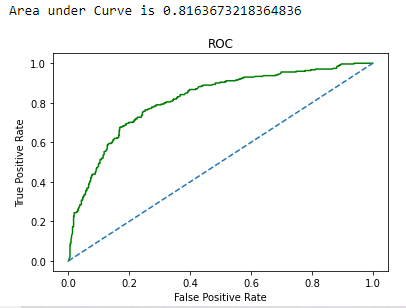 Area under Curve is 0.8163673218364836
ROC
1.0
0.8
0.6
0.4
0.2
0.0
True Positive Rate
0.0 0.2 0.4 0.6 0.8 1.0
False Positive Rate